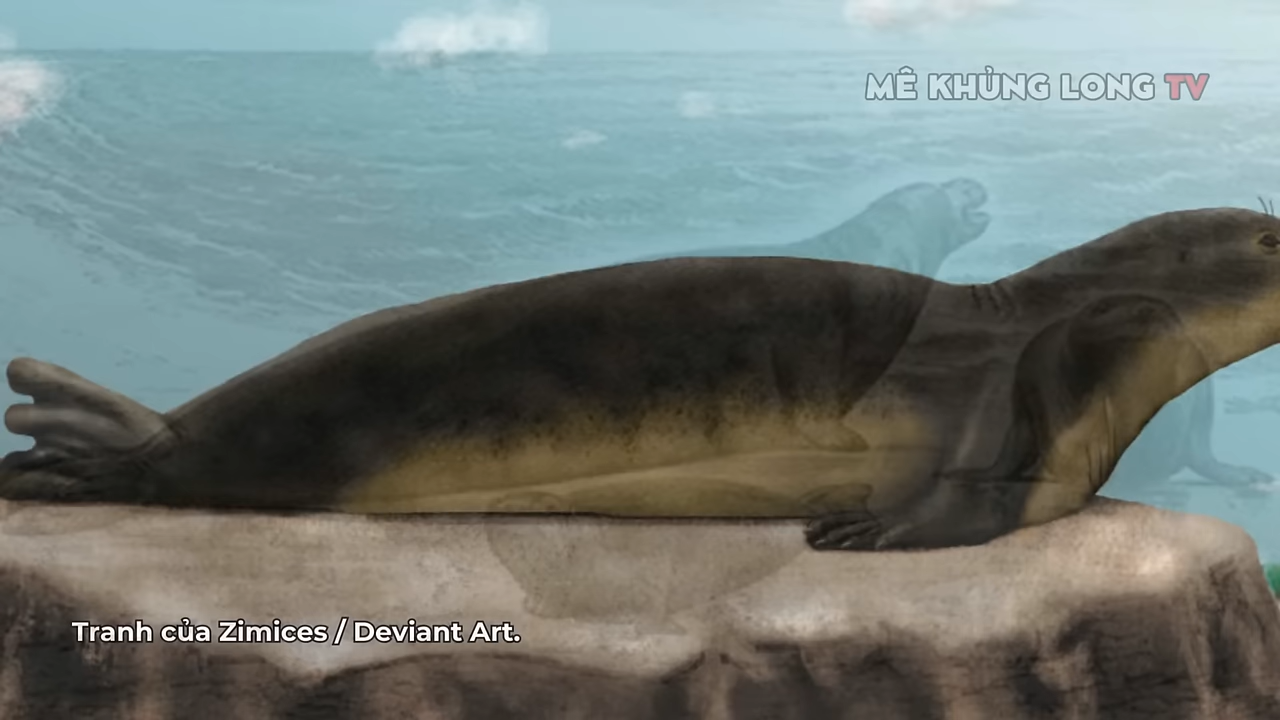 MÊ KHỦNG LONG TV
Tranh của Zimices / Deviant Art.